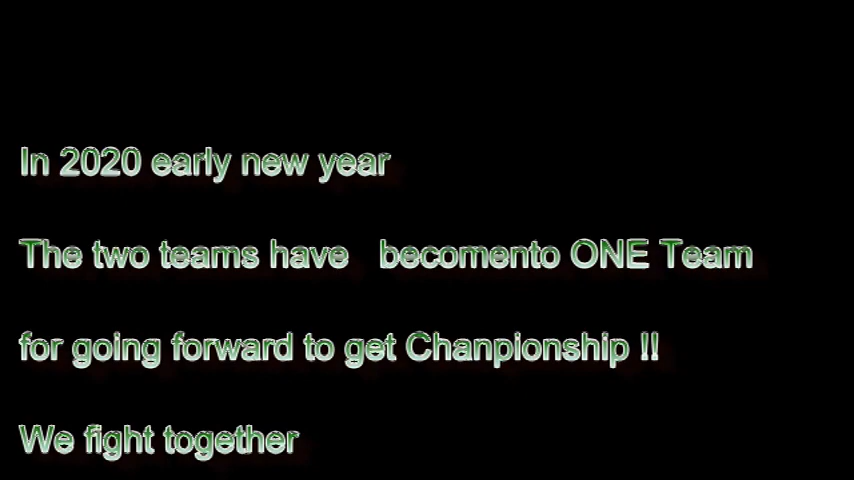 In 2020 early new year
The two teams have becomento ONE Team
for going forward to get Chanpionship !!
We fight together